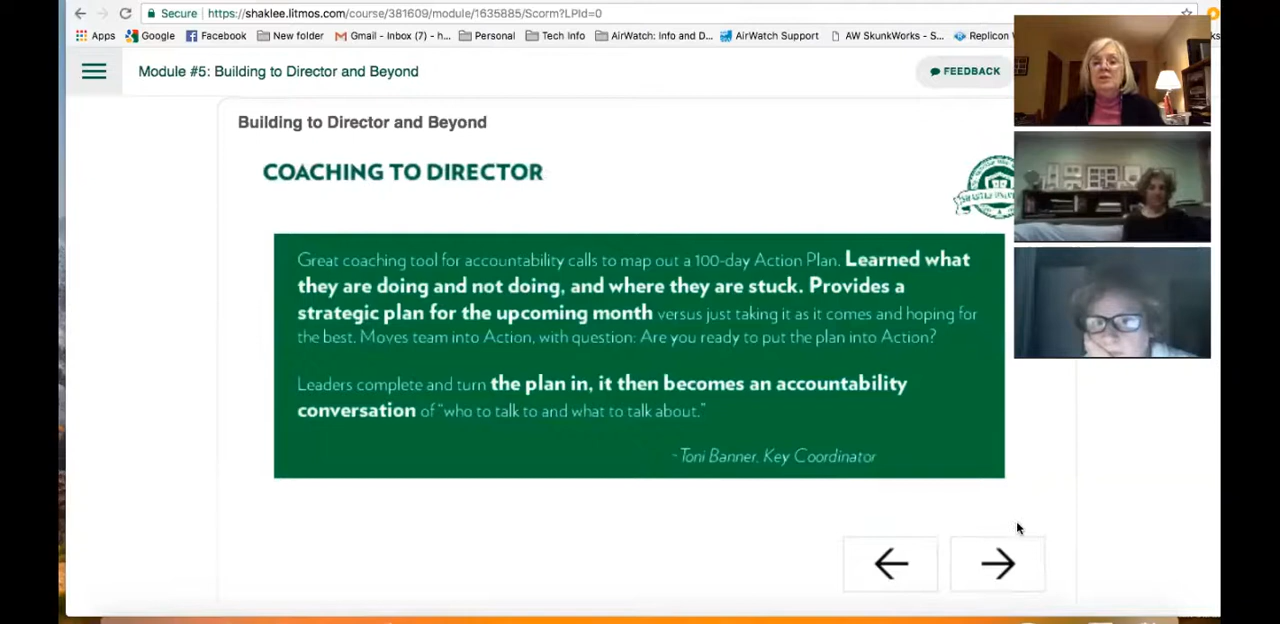 Secure https://shaklee.litmos.com/course/381609/module/1635885/Scorm?LPId=0
Apps Google Facebook New folder Gmail - Inbox (7) - h... Personal Tech Info AirWatch: Info and D... AirWatch Support AW SkunkWorks - S... Replicon
Module #5: Building to Director and Beyond
FEEDBACK
Building to Director and Beyond
COACHING TO DIRECTOR
Great coaching tool for accountability calls to map out a 100-day Action Plan. Learned what
they are doing and not doing, and where they are stuck. Provides a
strategic plan for the upcoming month versus just taking it as it comes and hoping for
the best. Moves team into Action, with question: Are you ready to put the plan into Action?
Leaders complete and turn the plan in, it then becomes an accountability
conversation of “who to talk to and what to talk about.”
~Toni Banner, Key Coordinator